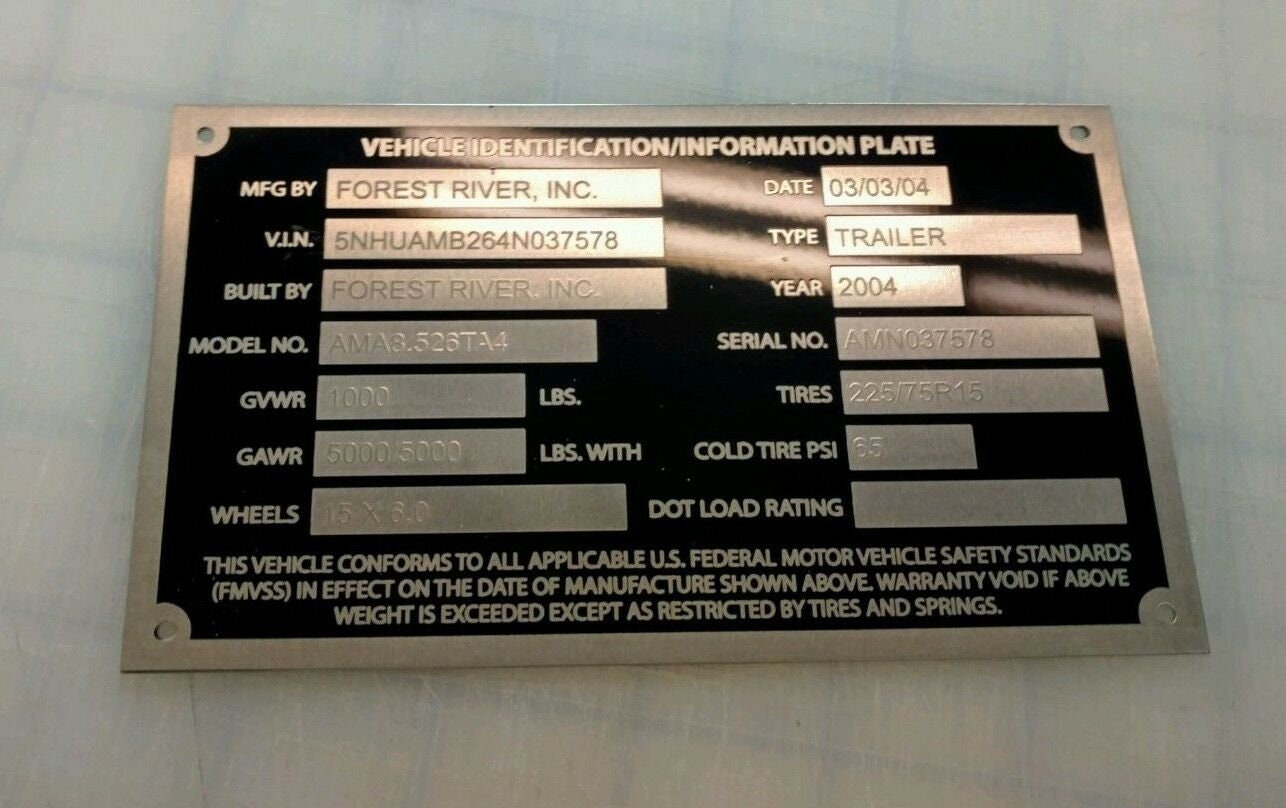 VEHICLE IDENTIFICATION/INFORMATION PLATE
MFG BY FOREST RIVER, INC. DATE 03/03/04
V.I.N. 5NHUAMB264N037578 TYPE TRAILER
BUILT BY FOREST RIVER, INC. YEAR 2004
MODEL NO. AMA8.526TA4 SERIAL NO. AMN037578
GVWR 1000 LBS. TIRES 225/75R15
GAWR 5000/5000 LBS. WITH COLD TIRE PSI 65
WHEELS 15 X 6.0 DOT LOAD RATING
THIS VEHICLE CONFORMS TO ALL APPLICABLE U.S. FEDERAL MOTOR VEHICLE SAFETY STANDARDS
(FMVSS) IN EFFECT ON THE DATE OF MANUFACTURE SHOWN ABOVE. WARRANTY VOID IF ABOVE
WEIGHT IS EXCEEDED EXCEPT AS RESTRICTED BY TIRES AND SPRINGS.